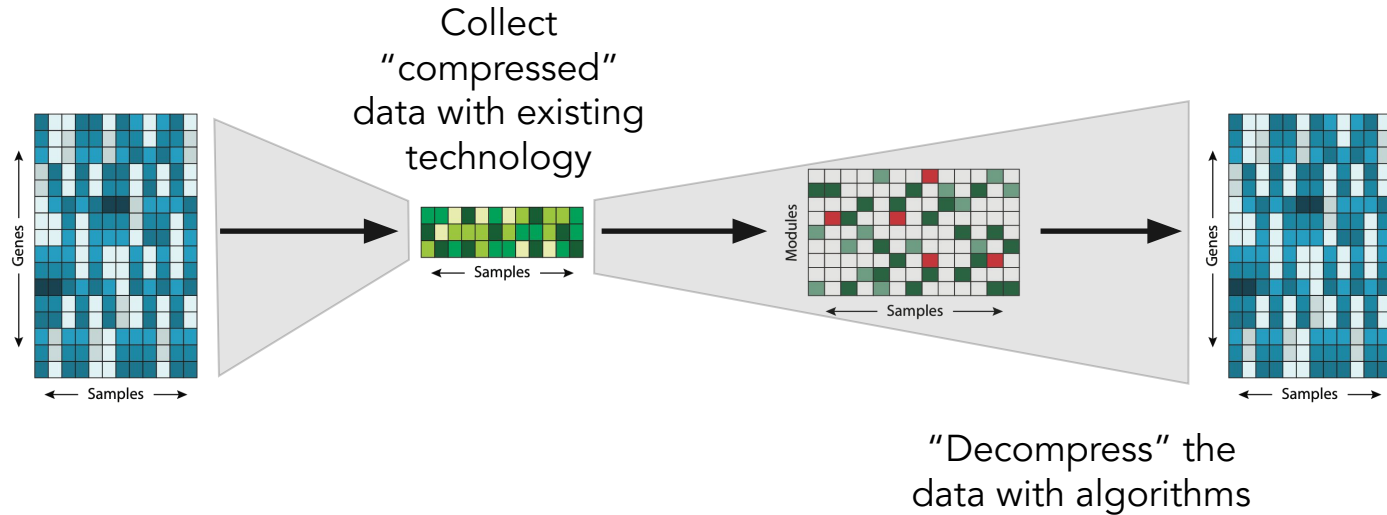 Collect
“compressed”
data with existing
technology
Genes
Samples
Samples
Modules
Samples
Genes
Samples
“Decompress” the
data with algorithms